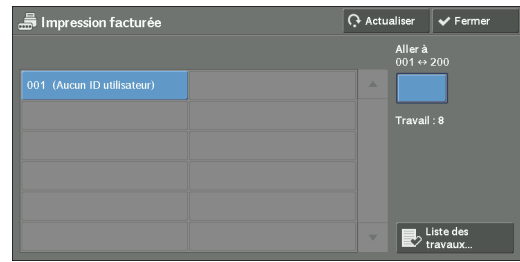 Impression facturée
Actualiser
Fermer
Aller à
001 ↔ 200
001 (Aucun ID utilisateur)
Travail : 8
Liste des
travaux...